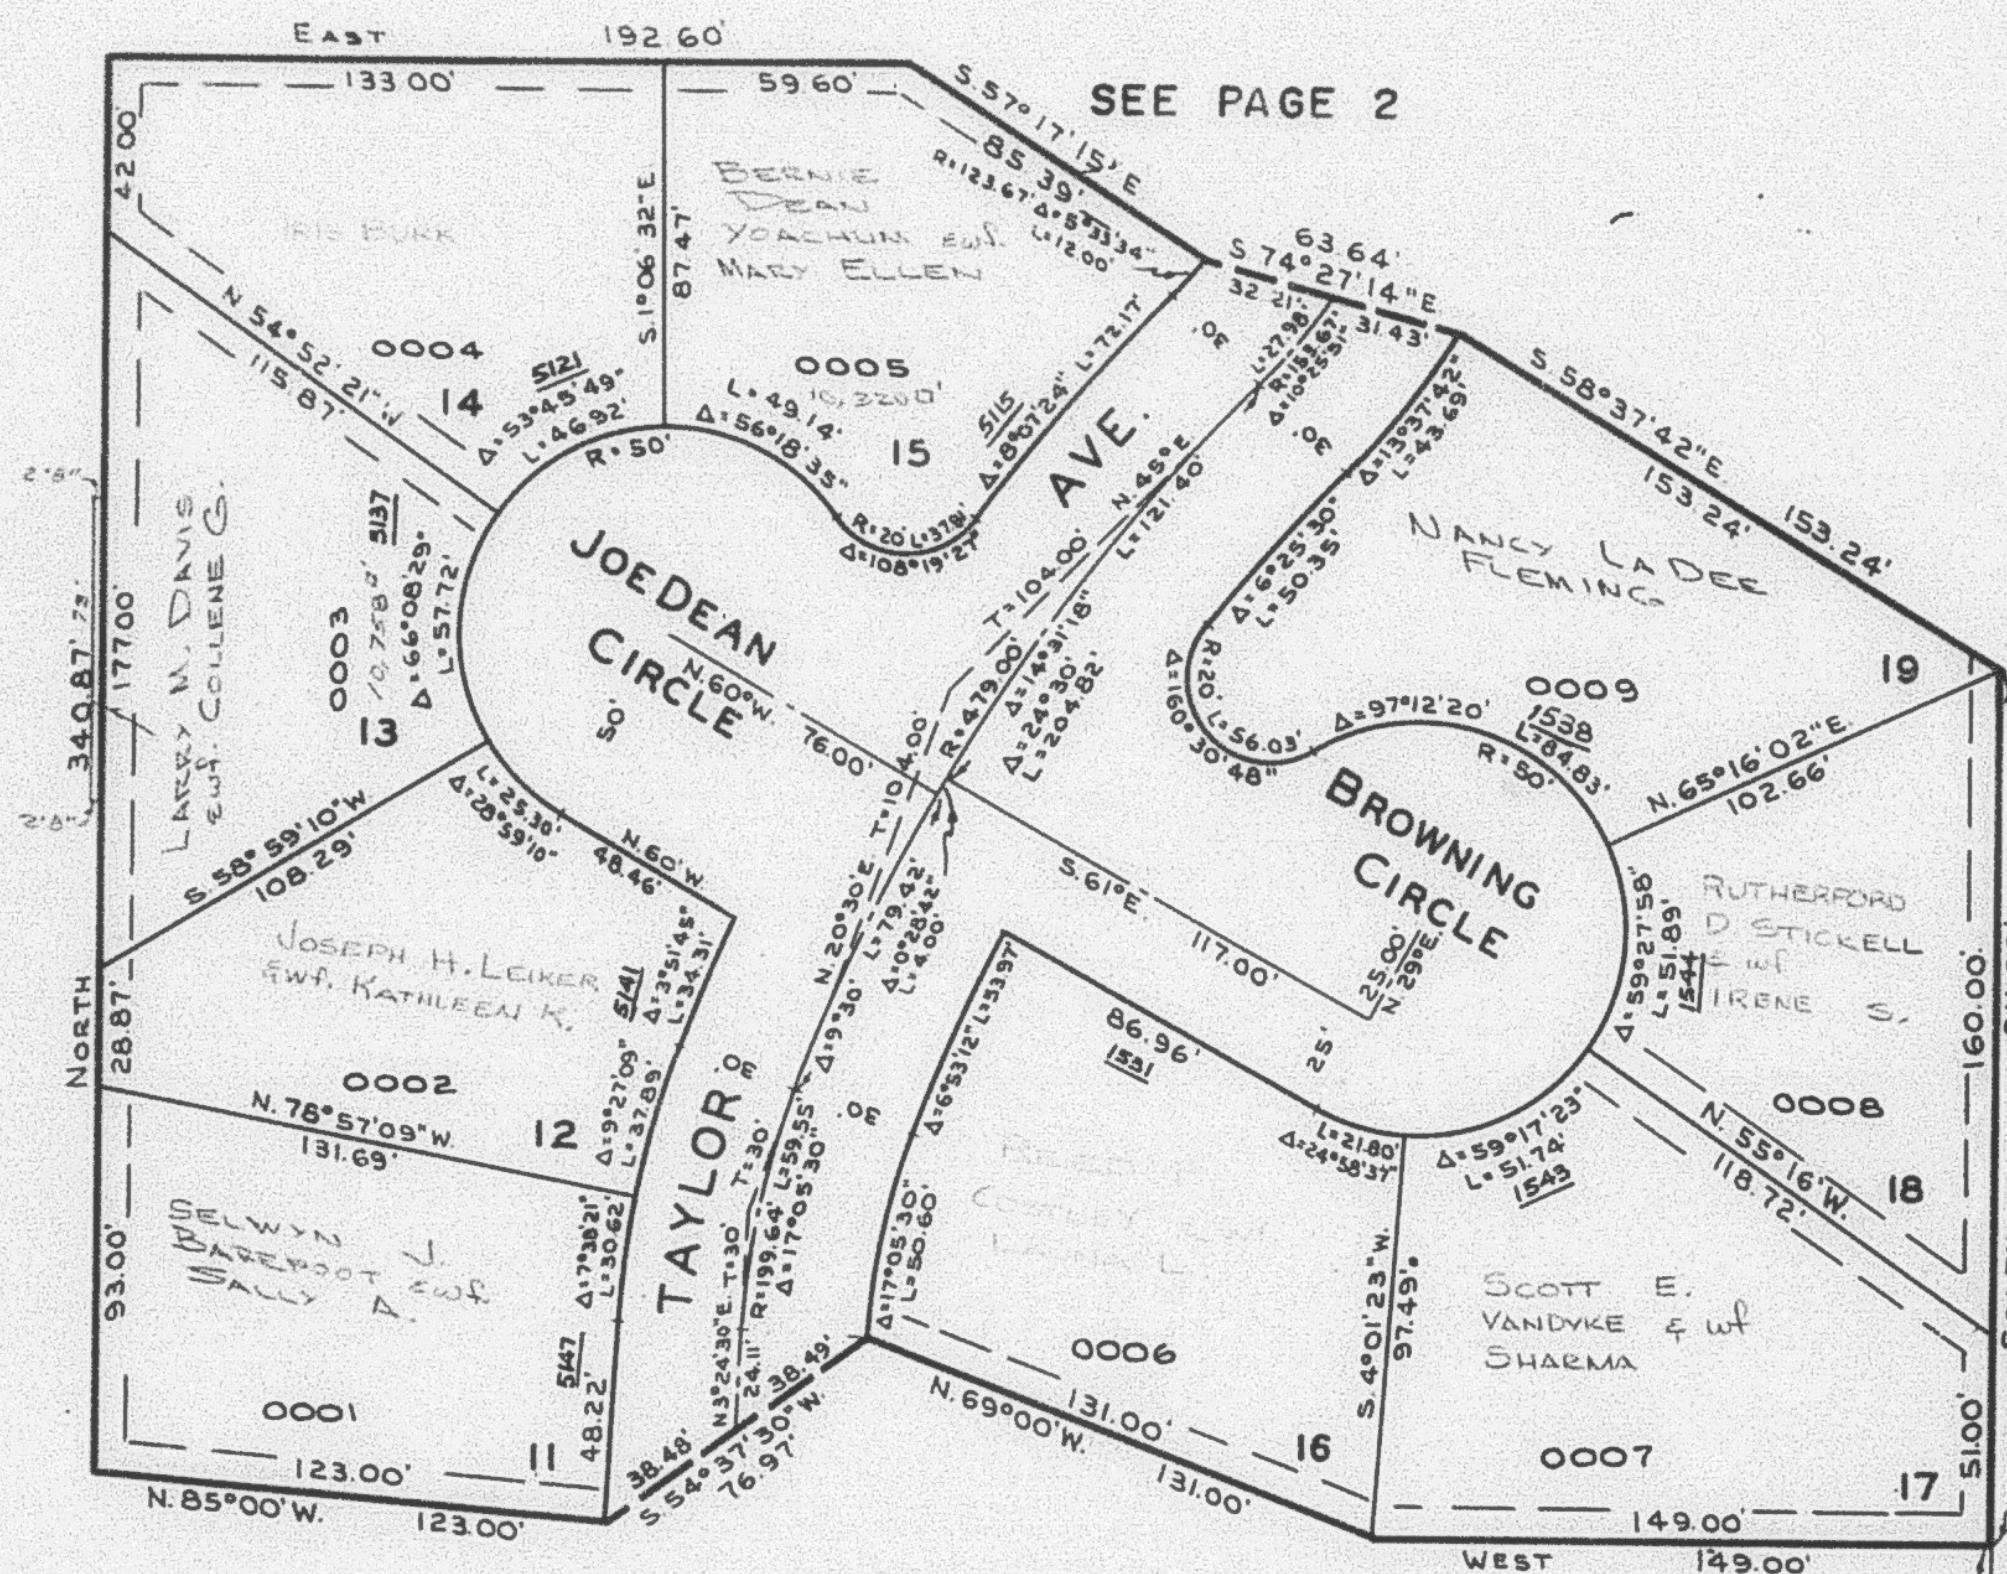 EAST 192.60'
133.00'
59.60'
S. 57°17'15" E
85.39'
SEE PAGE 2
R=123.67' Δ=5°33'34"
L=12.00'
42.00'
S. 1°06'32" E
87.47'
BERNIE
DEAN
YOACHUM &wf.
MARY ELLEN
IRIS BURK
63.64'
S 74°27'14" E
32.21'
31.43'
S. 58°37'42" E.
153.24'
153.24'
N. 54°52'21" W
115.87'
0004
14
5121
Δ=53°45'49"
L=46.92'
R=50'
0005
15
L=49.14'
Δ=56°18'35"
5115
Δ=8°07'24" L=72.17'
R=20' L=37.81'
Δ=108°19'27"
30'
L=27.98'
R=153.67'
Δ=10°25'51"
30'
Δ=13°37'42"
L=43.69'
TAYLOR AVE.
N. 45° E
L=121.40'
T=104.00'
R=479.00'
Δ=14°31'18"
Δ=24°30'
L=204.82'
Δ=6°25'30"
L=50.35'
NANCY LA DEE
FLEMING
19
0009
1538
L=84.83'
Δ=97°12'20"
R=50'
R=20' L=56.03'
Δ=160°30'48"
N. 65°16'02" E.
102.66'
LARRY M. DAVIS
&wf. COLLENE G.
340.87'
73'
177.00'
2'8"
2'8"
0003
10,758'
5137
Δ=66°08'29"
L=57.72'
13
JOE DEAN
CIRCLE
N. 60° W.
76.00'
50'
T=104.00'
L=25.30'
Δ=28°59'10"
N. 60° W
48.46'
S. 58°59'10" W
108.29'
BROWNING
CIRCLE
S. 61° E.
117.00'
25.00'
N. 29° E.
25'
NORTH
28.87'
JOSEPH H. LEIKER
&wf. KATHLEEN K.
5141
Δ=3°51'45"
L=34.31'
0002
12
N. 78°57'09" W.
131.69'
Δ=9°27'09"
L=37.89'
N. 20°30' E
L=79.42'
Δ=0°28'42"
L=4.00'
Δ=9°30'
30'
30'
T=30'
L=59.55'
R=199.64'
Δ=17°05'30"
N 3°24'30" E. T=30'
24.11'
Δ=6°53'12" L=53.97'
86.96'
1531
L=21.80'
Δ=24°58'37"
Δ=59°17'23"
L=51.74'
1543
Δ=59°27'58"
L=51.89'
1544
RUTHERFORD
D STICKELL
& wf
IRENE S.
160.00'
0008
18
N. 55°16' W.
118.72'
93.00'
SELWYN J.
BAREFOOT &wf.
SALLY A.
Δ=7°38'21"
L=30.62'
5147
48.22'
0001
11
123.00'
N. 85°00' W.
123.00'
38.48'
38.49'
S 54°37'30" W.
76.97'
Δ=17°05'30"
L=50.60'
0006
16
131.00'
N. 69°00' W.
131.00'
S. 4°01'23" W.
97.49'
SCOTT E.
VANDYKE & wf
SHARMA
0007
17
51.00'
149.00'
WEST 149.00'